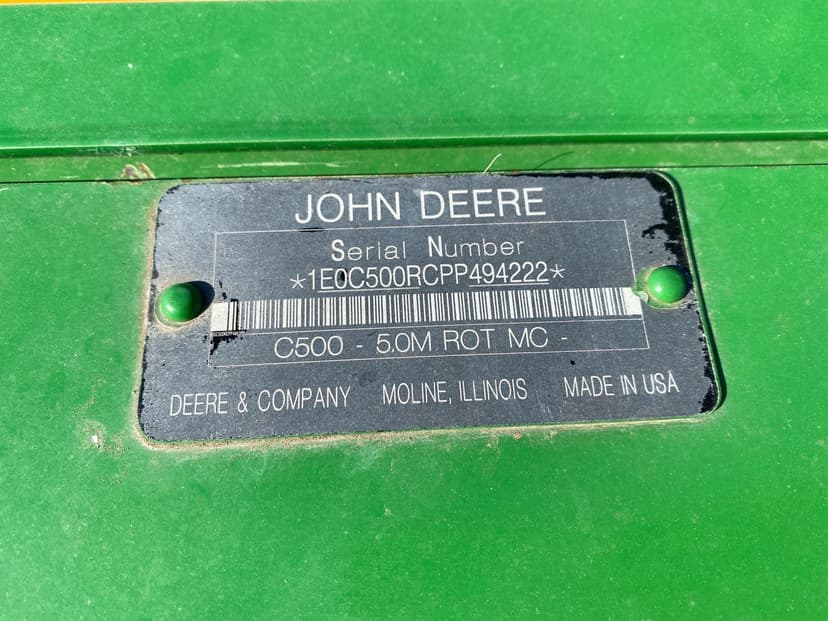 JOHN DEERE
Serial Number
*1E0C500RCPP494222*
C500 - 5.0M ROT MC -
DEERE & COMPANY MOLINE, ILLINOIS MADE IN USA